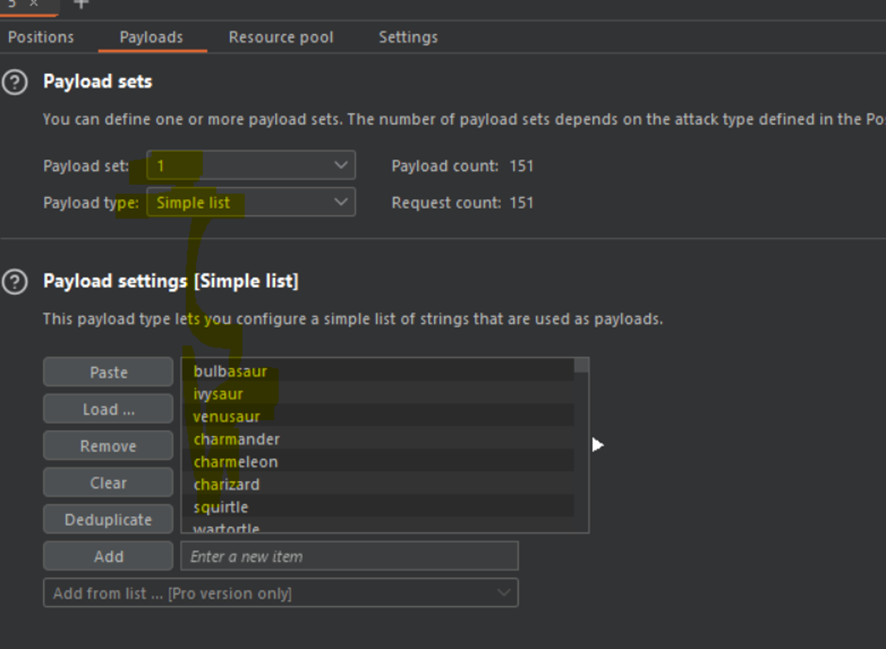 5 × +
Positions Payloads Resource pool Settings
? Payload sets
You can define one or more payload sets. The number of payload sets depends on the attack type defined in the Po
Payload set: 1 Payload count: 151
Payload type: Simple list Request count: 151
? Payload settings [Simple list]
This payload type lets you configure a simple list of strings that are used as payloads.
Paste bulbasaur
ivysaur
Load ... venusaur
charmander
Remove charmeleon
Clear charizard
squirtle
Deduplicate wartortle
Add Enter a new item
Add from list ... [Pro version only]